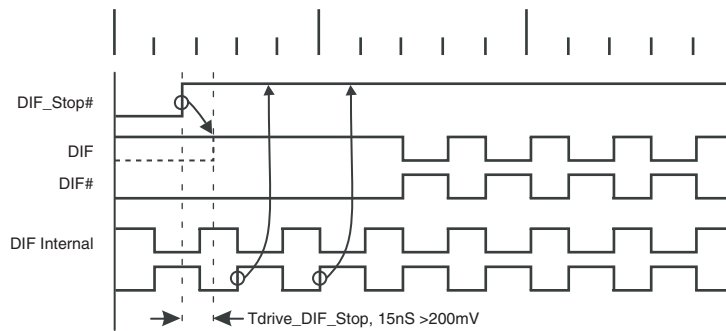 DIF_Stop#
DIF
DIF#
DIF Internal
Tdrive_DIF_Stop, 15nS >200mV